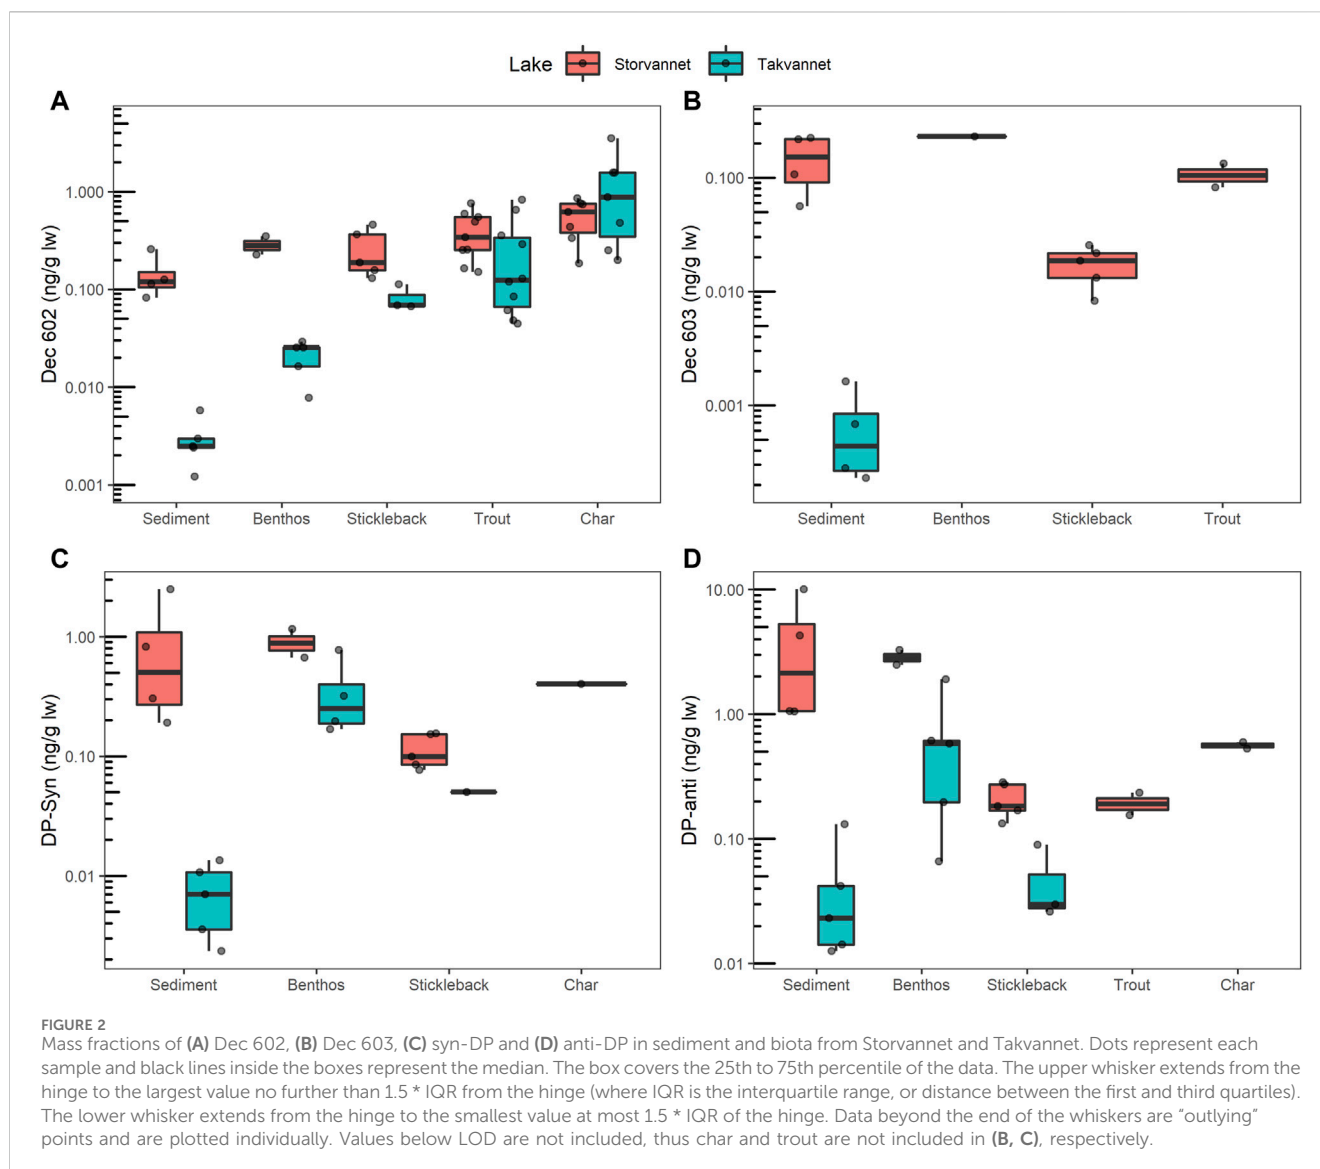 Lake Storvannet Takvannet
A
Dec 602 (ng/g lw)
1.000
0.100
0.010
0.001
Sediment Benthos Stickleback Trout Char
B
Dec 603 (ng/g lw)
0.100
0.010
0.001
Sediment Benthos Stickleback Trout
C
DP-Syn (ng/g lw)
1.00
0.10
0.01
Sediment Benthos Stickleback Char
D
DP-anti (ng/g lw)
10.00
1.00
0.10
0.01
Sediment Benthos Stickleback Trout Char
FIGURE 2
Mass fractions of (A) Dec 602, (B) Dec 603, (C) syn-DP and (D) anti-DP in sediment and biota from Storvannet and Takvannet. Dots represent each
sample and black lines inside the boxes represent the median. The box covers the 25th to 75th percentile of the data. The upper whisker extends from the
hinge to the largest value no further than 1.5 * IQR from the hinge (where IQR is the interquartile range, or distance between the first and third quartiles).
The lower whisker extends from the hinge to the smallest value at most 1.5 * IQR of the hinge. Data beyond the end of the whiskers are “outlying”
points and are plotted individually. Values below LOD are not included, thus char and trout are not included in (B, C), respectively.